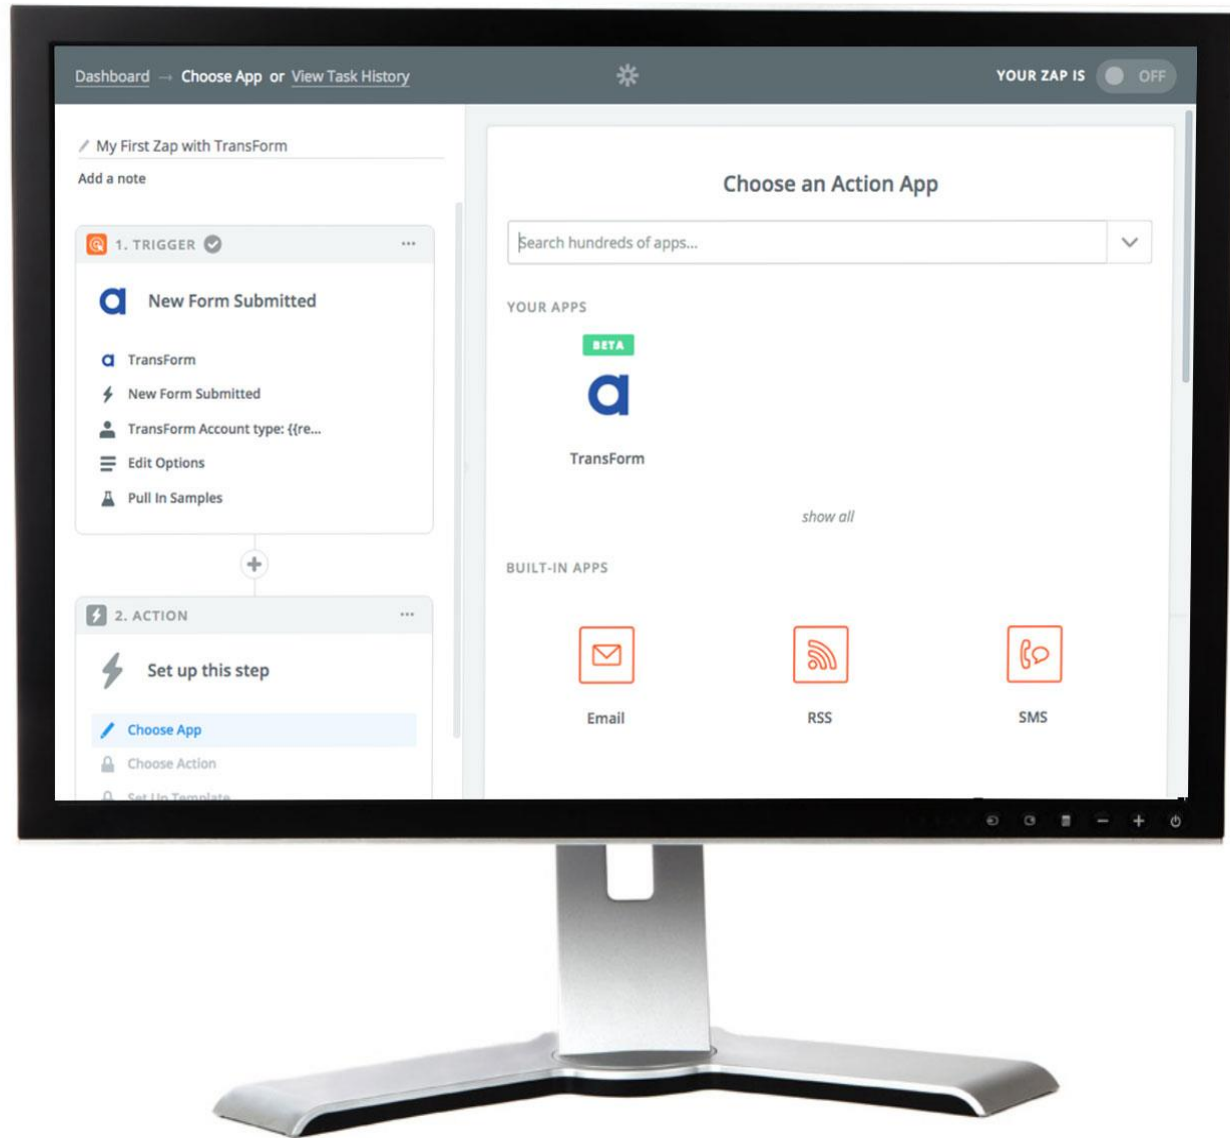 Dashboard → Choose App or View Task History
YOUR ZAP IS OFF
My First Zap with TransForm
Add a note
1. TRIGGER
New Form Submitted
TransForm
New Form Submitted
TransForm Account type: {{re...
Edit Options
Pull In Samples
2. ACTION
Set up this step
Choose App
Choose Action
Set Up Template
Choose an Action App
Search hundreds of apps...
YOUR APPS
BETA
a
TransForm
show all
BUILT-IN APPS
Email
RSS
SMS